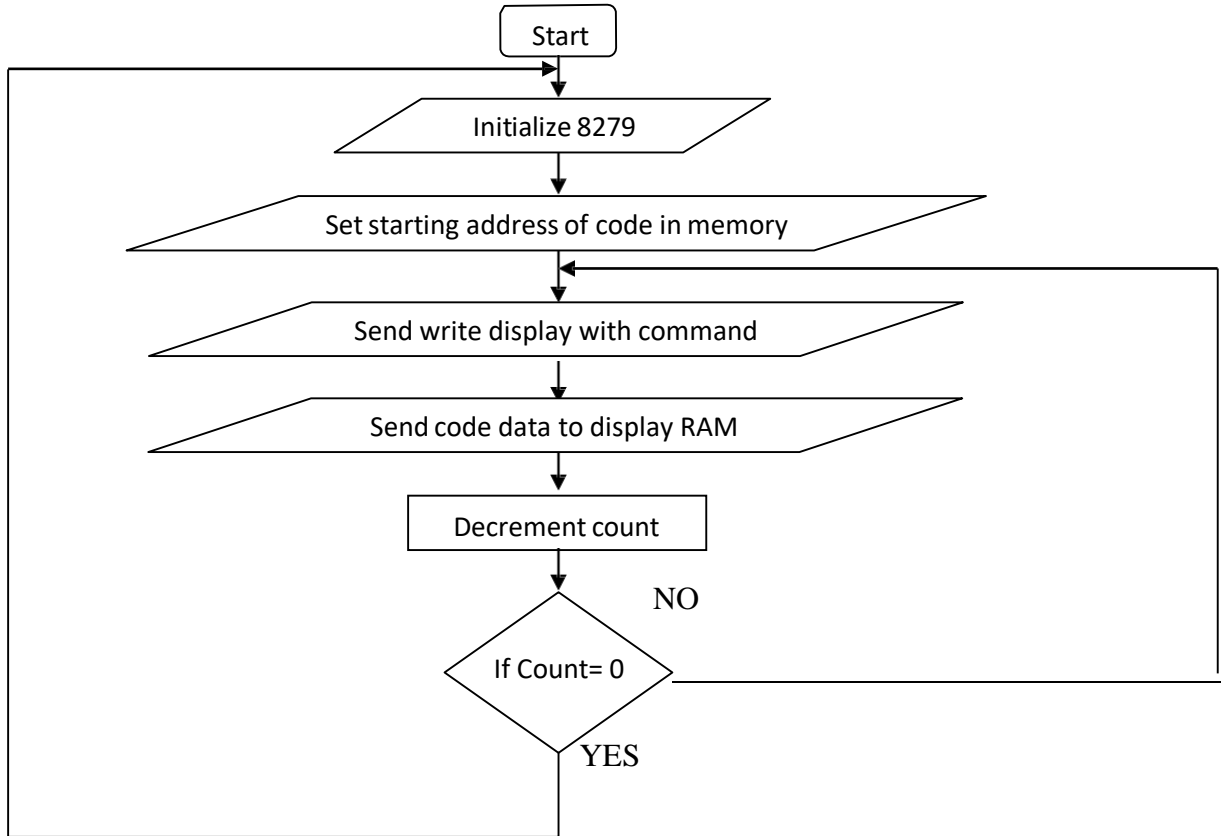 Start
Initialize 8279
Set starting address of code in memory
Send write display with command
Send code data to display RAM
Decrement count
NO
If Count= 0
YES